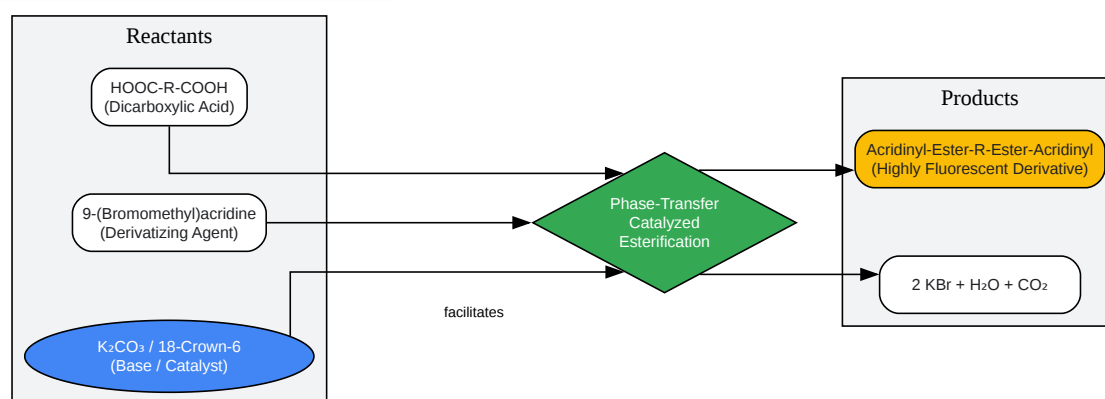 Reactants
HOOC-R-COOH
(Dicarboxylic Acid)
9-(Bromomethyl)acridine
(Derivatizing Agent)
K₂CO₃ / 18-Crown-6
(Base / Catalyst)
facilitates
Phase-Transfer
Catalyzed
Esterification
Products
Acridinyl-Ester-R-Ester-Acridinyl
(Highly Fluorescent Derivative)
2 KBr + H₂O + CO₂